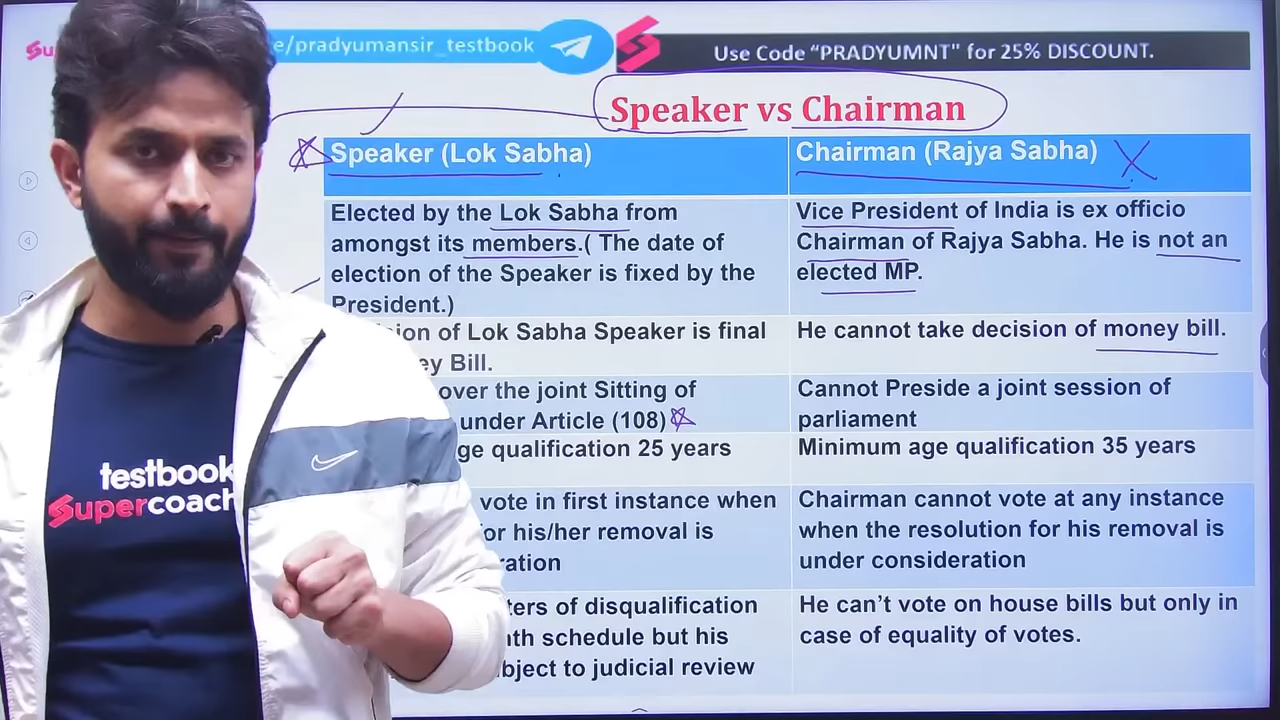 e/pradyumansir_testbook
Use Code “PRADYUMNT" for 25% DISCOUNT.
Speaker vs Chairman
Speaker (Lok Sabha)
Chairman (Rajya Sabha)
Elected by the Lok Sabha from
amongst its members.( The date of
election of the Speaker is fixed by the
President.)
Vice President of India is ex officio
Chairman of Rajya Sabha. He is not an
elected MP.
of Lok Sabha Speaker is final
Bill.
He cannot take decision of money bill.
over the joint Sitting of
under Article (108)
Cannot Preside a joint session of
parliament
qualification 25 years
Minimum age qualification 35 years
vote in first instance when
his/her removal is
Chairman cannot vote at any instance
when the resolution for his removal is
under consideration
of disqualification
schedule but his
to judicial review
He can’t vote on house bills but only in
case of equality of votes.
testbook
Supercoach